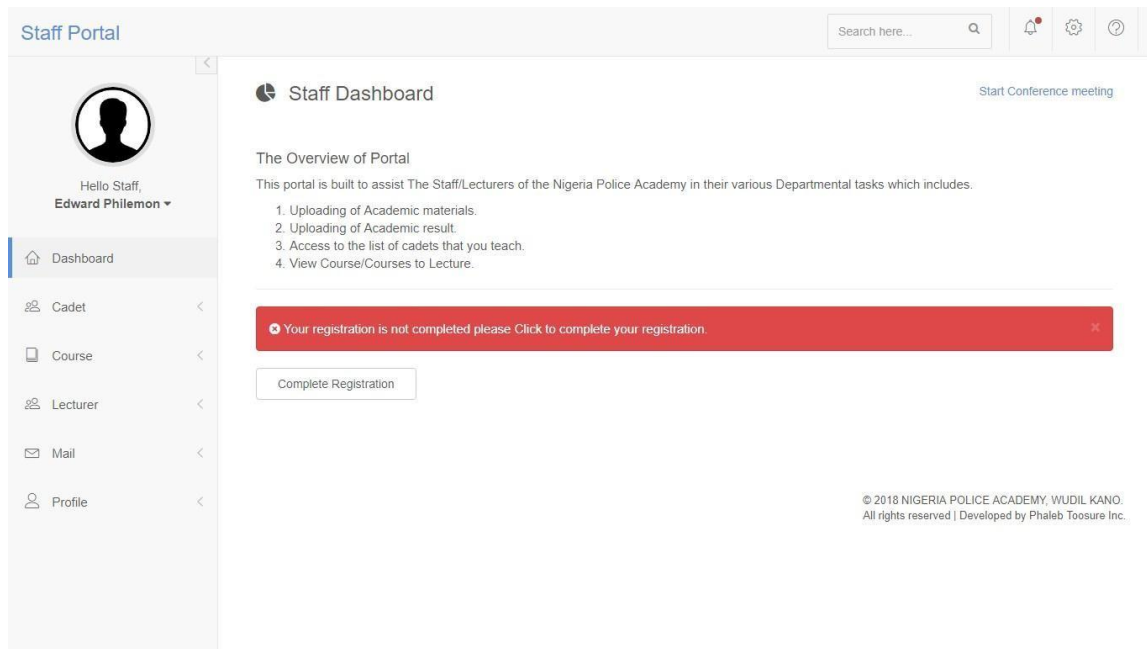 Staff Portal
Search here...
Hello Staff,
Edward Philemon
Dashboard
Cadet
Course
Lecturer
Mail
Profile
Staff Dashboard
Start Conference meeting
The Overview of Portal
This portal is built to assist The Staff/Lecturers of the Nigeria Police Academy in their various Departmental tasks which includes.
1. Uploading of Academic materials.
2. Uploading of Academic result.
3. Access to the list of cadets that you teach.
4. View Course/Courses to Lecture.
Your registration is not completed please Click to complete your registration.
Complete Registration
© 2018 NIGERIA POLICE ACADEMY, WUDIL KANO.
All rights reserved | Developed by Phaleb Toosure Inc.